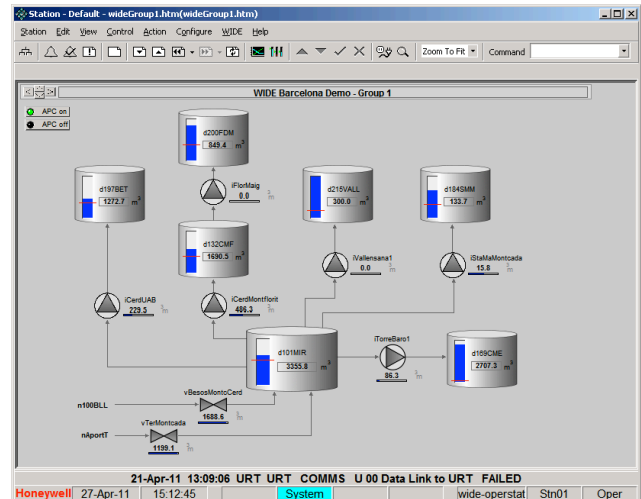 Station - Default - wideGroup1.htm(wideGroup1.htm)
Station Edit View Control Action Configure WIDE Help
Zoom To Fit Command
WIDE Barcelona Demo - Group 1
APC on
APC off
d200FDM
849.4 m3
d197BET
1272.7 m3
iFlorMaig
0.0
d215VALL
300.0 m3
d184SMM
133.7 m3
d132CMF
1690.5 m3
iVallensana1
0.0
iStaMaMontcada
15.8
iCerdUAB
229.5
iCerdMontflorit
486.3
d101MIR
3355.8 m3
iTorreBaro1
86.3
d169CME
2707.3 m3
vBesosMontoCerd
n100BLL
1688.6
vTerMontcada
nAportT
1199.1
21-Apr-11 13:09:06 URT URT COMMS U 00 Data Link to URT FAILED
Honeywell 27-Apr-11 15:12:45 System wide-operstat Stn01 Oper